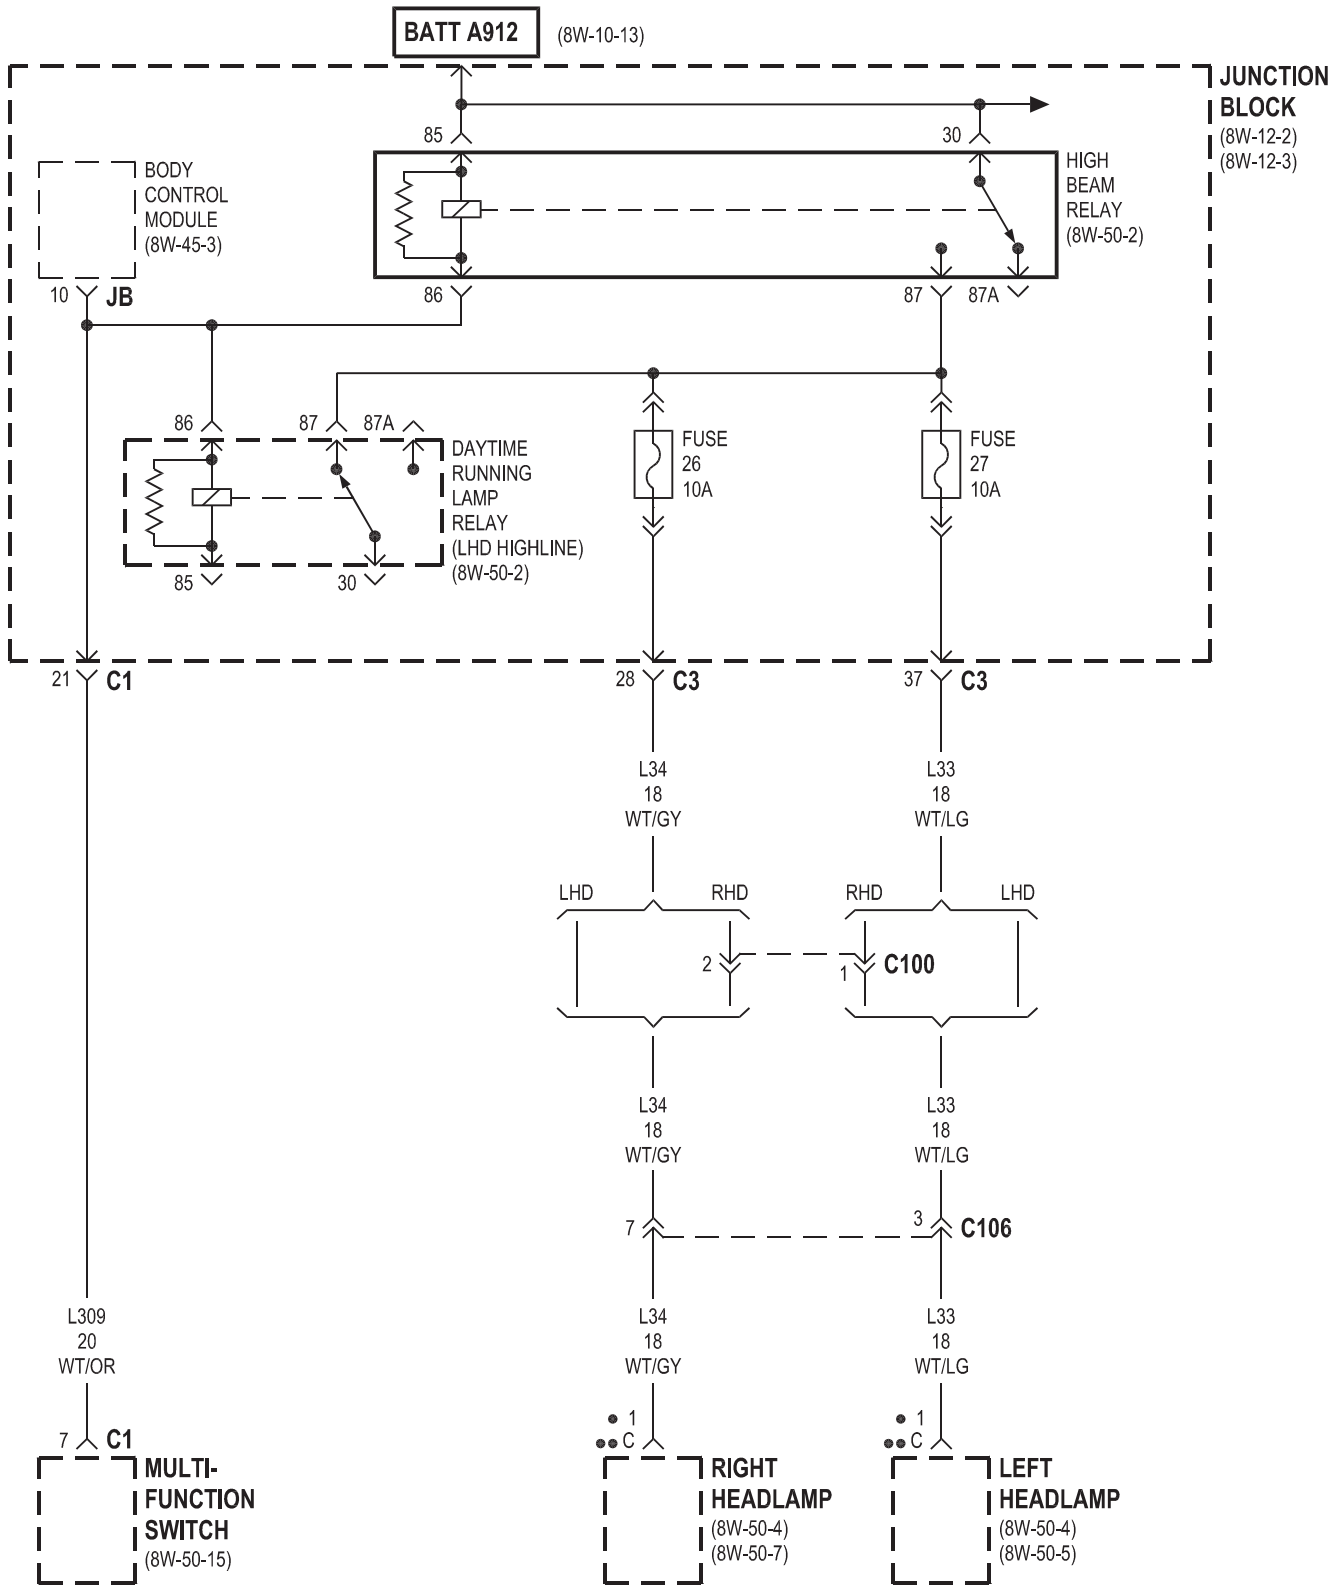 BATT A912 (8W-10-13)
JUNCTION
BLOCK
(8W-12-2)
(8W-12-3)
85
30
HIGH
BEAM
RELAY
(8W-50-2)
BODY
CONTROL
MODULE
(8W-45-3)
10 JB
86
87
87A
86
87
87A
DAYTIME
RUNNING
LAMP
RELAY
(LHD HIGHLINE)
(8W-50-2)
85
30
FUSE
26
10A
FUSE
27
10A
21 C1
28 C3
37 C3
L34
18
WT/GY
L33
18
WT/LG
LHD
RHD
RHD
LHD
2
1
C100
L34
18
WT/GY
L33
18
WT/LG
7
3
C106
L309
20
WT/OR
L34
18
WT/GY
L33
18
WT/LG
7 C1
1
C
1
C
MULTI-
FUNCTION
SWITCH
(8W-50-15)
RIGHT
HEADLAMP
(8W-50-4)
(8W-50-7)
LEFT
HEADLAMP
(8W-50-4)
(8W-50-5)